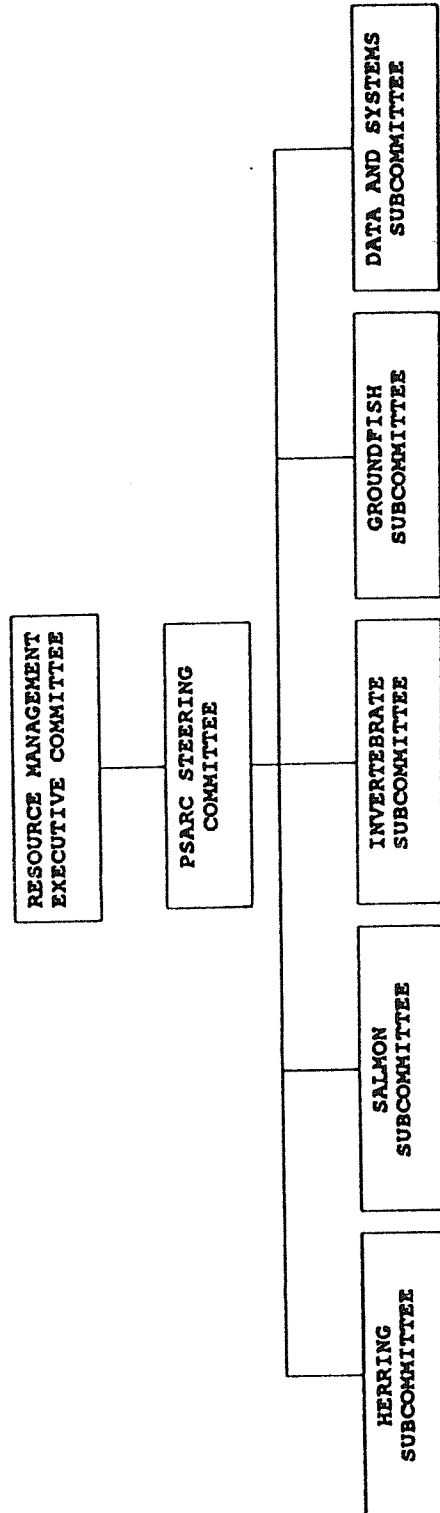 RESOURCE MANAGEMENT
EXECUTIVE COMMITTEE
PSARC STEERING
COMMITTEE
HERRING
SUBCOMMITTEE
SALMON
SUBCOMMITTEE
INVERTEBRATE
SUBCOMMITTEE
GROUNDFISH
SUBCOMMITTEE
DATA AND SYSTEMS
SUBCOMMITTEE